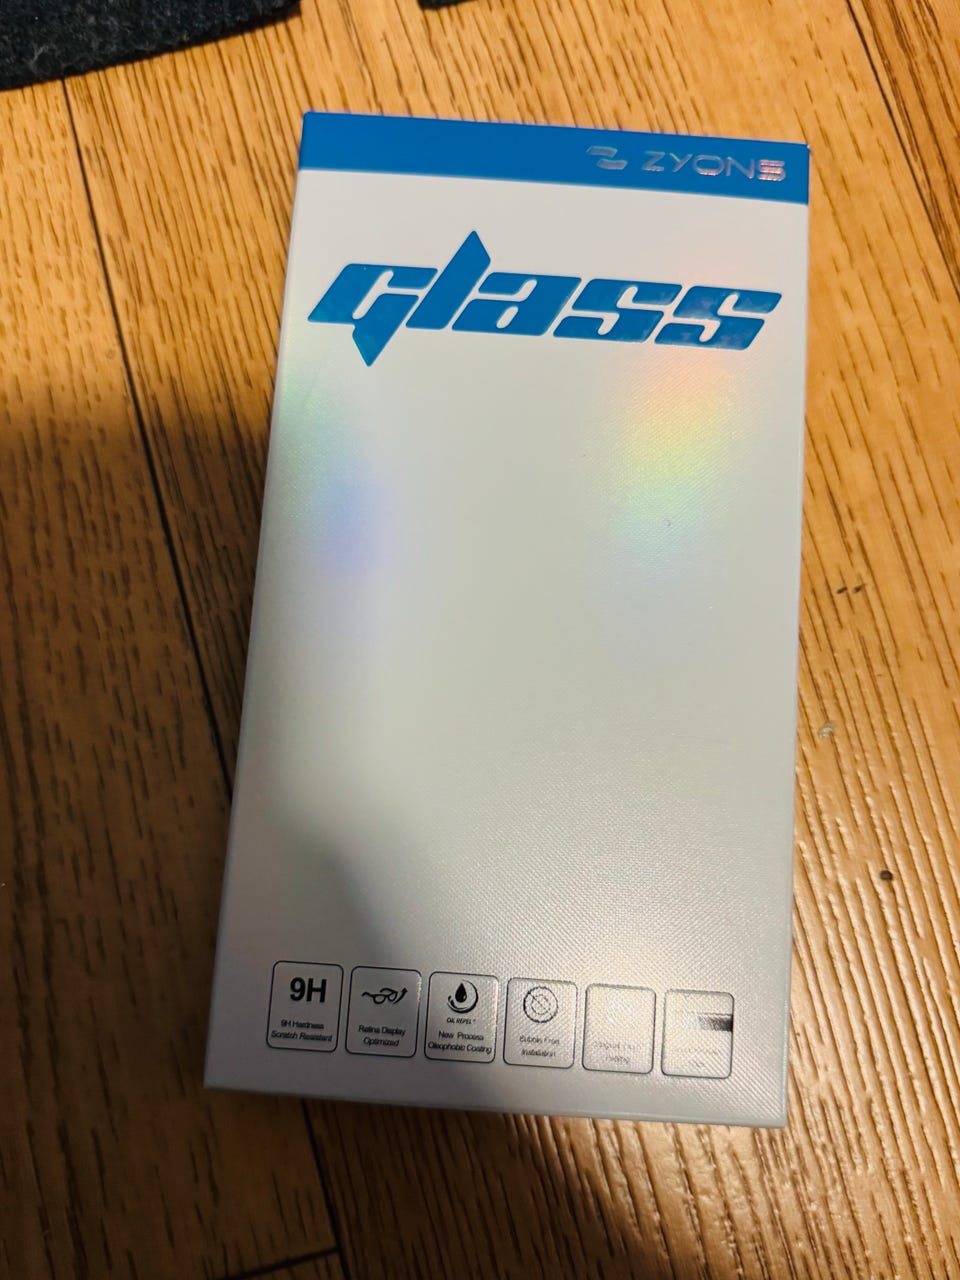 ZYONS
glass
9H
9H Hardness
Scratch Resistant
Retina Display
Optimized
OIL REPEL
New Process
Oleophobic Coating
Bubble Free
Installation